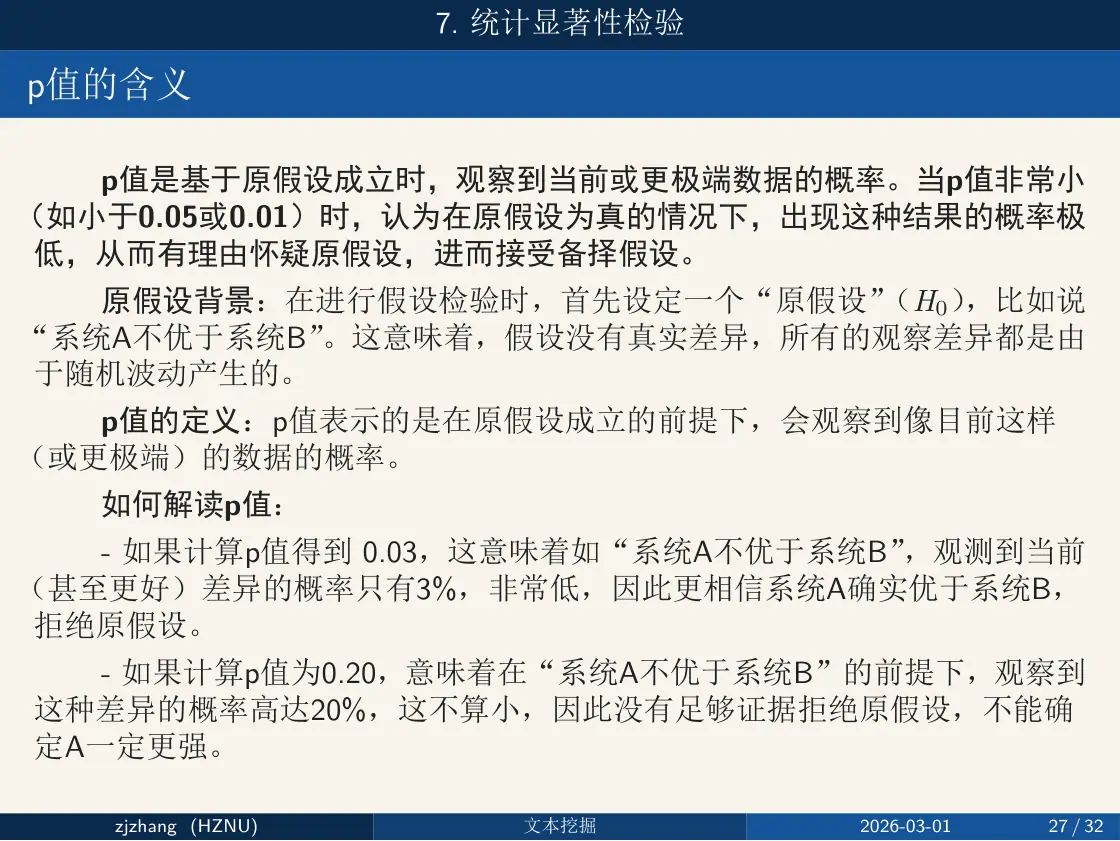 7. 统计显著性检验
p值的含义
p值是基于原假设成立时，观察到当前或更极端数据的概率。当p值非常小
（如小于0.05或0.01）时，认为在原假设为真的情况下，出现这种结果的概率极
低，从而有理由怀疑原假设，进而接受备择假设。
原假设背景：在进行假设检验时，首先设定一个“原假设”（H₀），比如说
“系统A不优于系统B”。这意味着，假设没有真实差异，所有的观察差异都是由
于随机波动产生的。
p值的定义：p值表示的是在原假设成立的前提下，会观察到像目前这样
（或更极端）的数据的概率。
如何解读p值：
- 如果计算p值得到 0.03，这意味着如“系统A不优于系统B”，观测到当前
（甚至更好）差异的概率只有3%，非常低，因此更相信系统A确实优于系统B，
拒绝原假设。
- 如果计算p值为0.20，意味着在“系统A不优于系统B”的前提下，观察到
这种差异的概率高达20%，这不算小，因此没有足够证据拒绝原假设，不能确
定A一定更强。
zjzhang (HZNU) 文本挖掘 2026-03-01 27 / 32